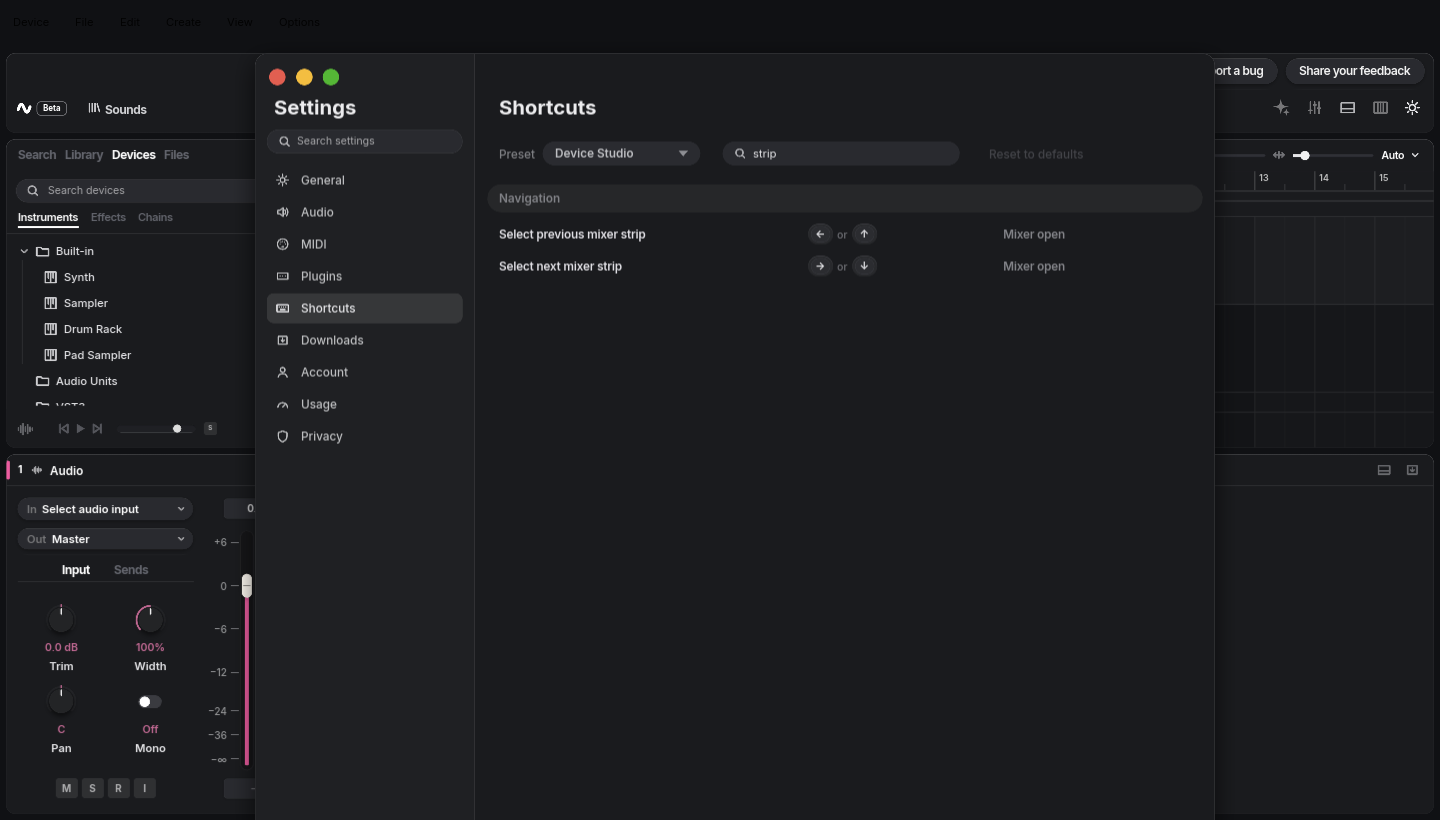 Device File Edit Create View Options
ort a bug
Share your feedback
Beta
Sounds
Search Library Devices Files
Search devices
Instruments Effects Chains
Built-in
Synth
Sampler
Drum Rack
Pad Sampler
Audio Units
VST3
S
Settings
Search settings
General
Audio
MIDI
Plugins
Shortcuts
Downloads
Account
Usage
Privacy
Shortcuts
Preset Device Studio
strip
Reset to defaults
Navigation
Select previous mixer strip ← or ↑ Mixer open
Select next mixer strip → or ↓ Mixer open
Auto
13 14 15
1 Audio
In Select audio input
Out Master
Input Sends
0.0 dB 100%
Trim Width
C Off
Pan Mono
M S R I
0.
+6
0
−6
−12
−24
−36
−∞